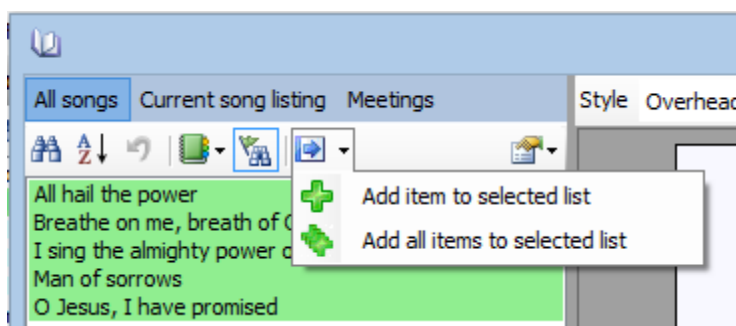 All songs Current song listing Meetings Style Overhead
Add item to selected list
Add all items to selected list
All hail the power
Breathe on me, breath of
I sing the almighty power
Man of sorrows
O Jesus, I have promised